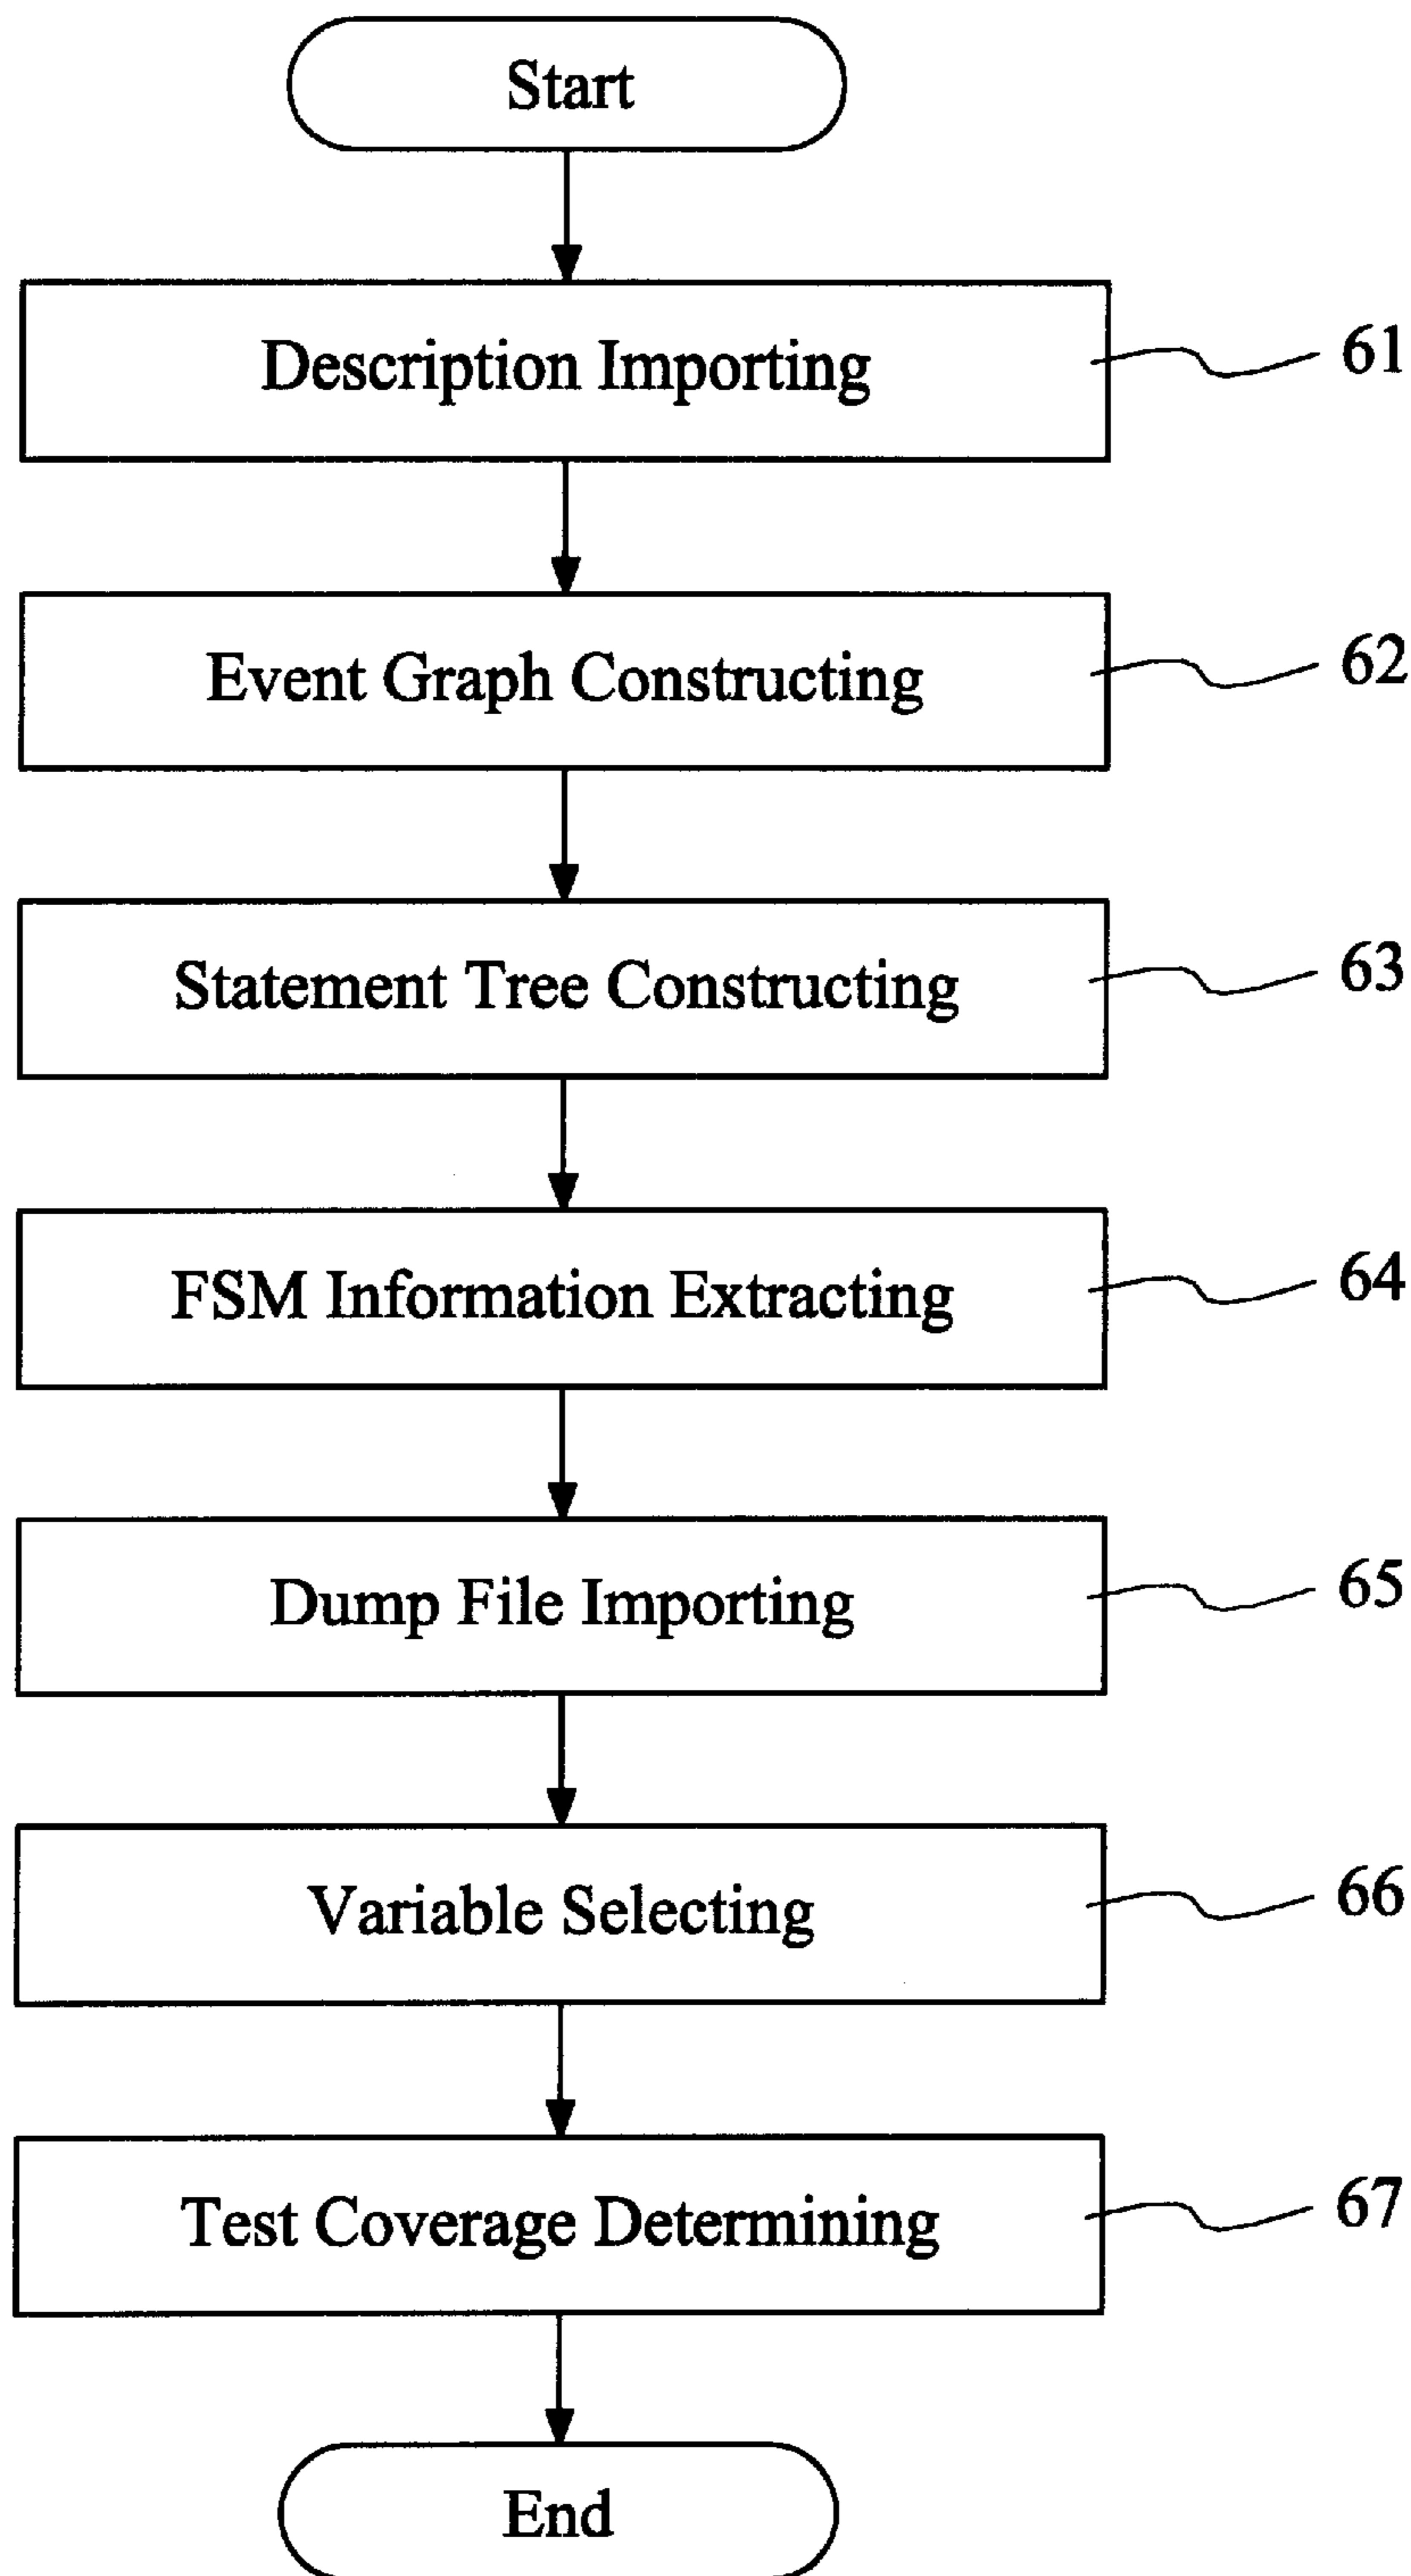 Start
Description Importing 61
Event Graph Constructing 62
Statement Tree Constructing 63
FSM Information Extracting 64
Dump File Importing 65
Variable Selecting 66
Test Coverage Determining 67
End